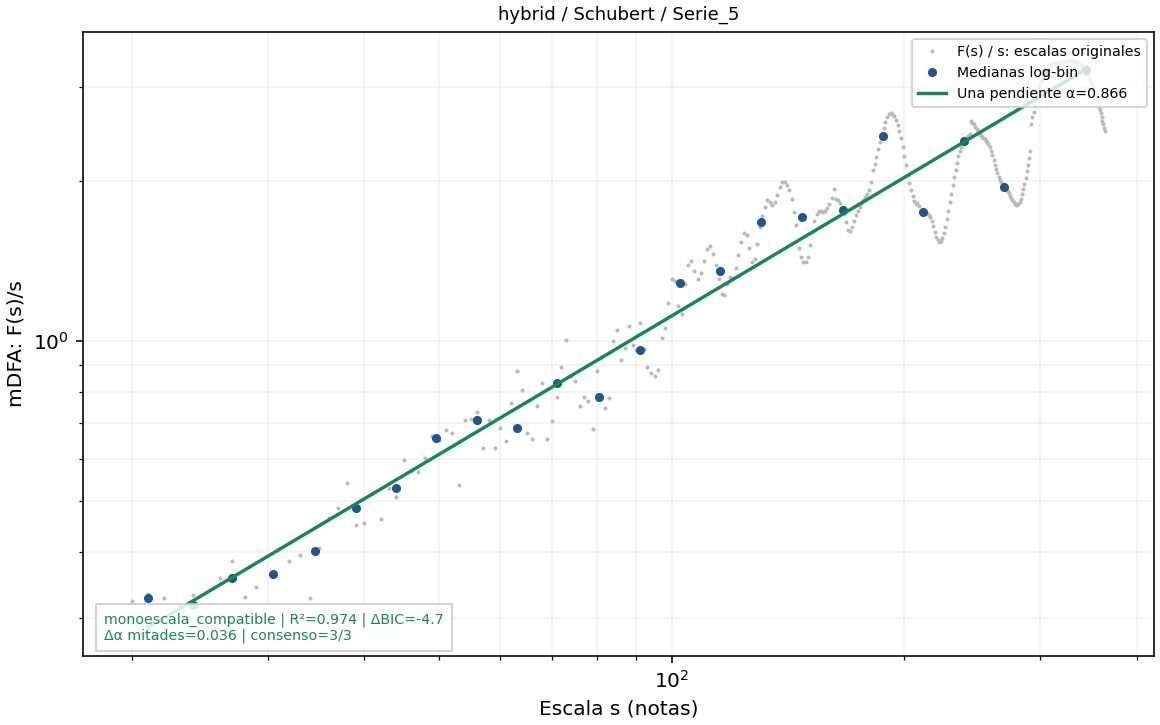 hybrid / Schubert / Serie_5
F(s) / s: escalas originales
Medianas log-bin
Una pendiente α=0.866
mDFA: F(s)/s
10⁰
monoescala_compatible | R²=0.974 | ΔBIC=-4.7
Δα mitades=0.036 | consenso=3/3
10²
Escala s (notas)